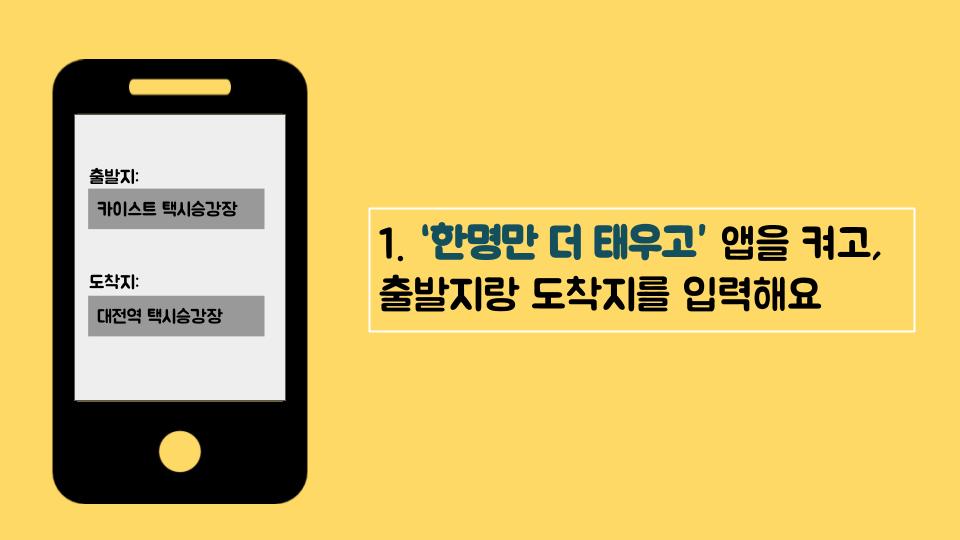 출발지:
카이스트 택시승강장
도착지:
대전역 택시승강장
1. '한명만 더 태우고' 앱을 켜고,
출발지랑 도착지를 입력해요